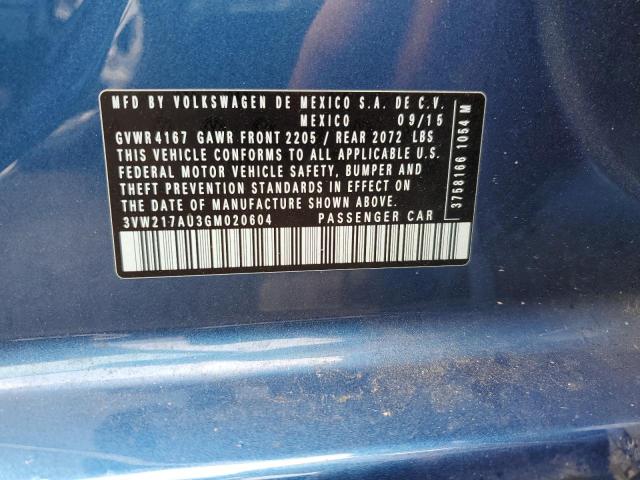 MFD BY VOLKSWAGEN DE MEXICO S.A. DE C.V.
MEXICO 09/15
GVWR 4167 GAWR FRONT 2205 / REAR 2072 LBS
THIS VEHICLE CONFORMS TO ALL APPLICABLE U.S.
FEDERAL MOTOR VEHICLE SAFETY, BUMPER AND
THEFT PREVENTION STANDARDS IN EFFECT ON
THE DATE OF MANUFACTURE SHOWN ABOVE.
3VW217AU3GM020604 PASSENGER CAR
3758166 1054 M